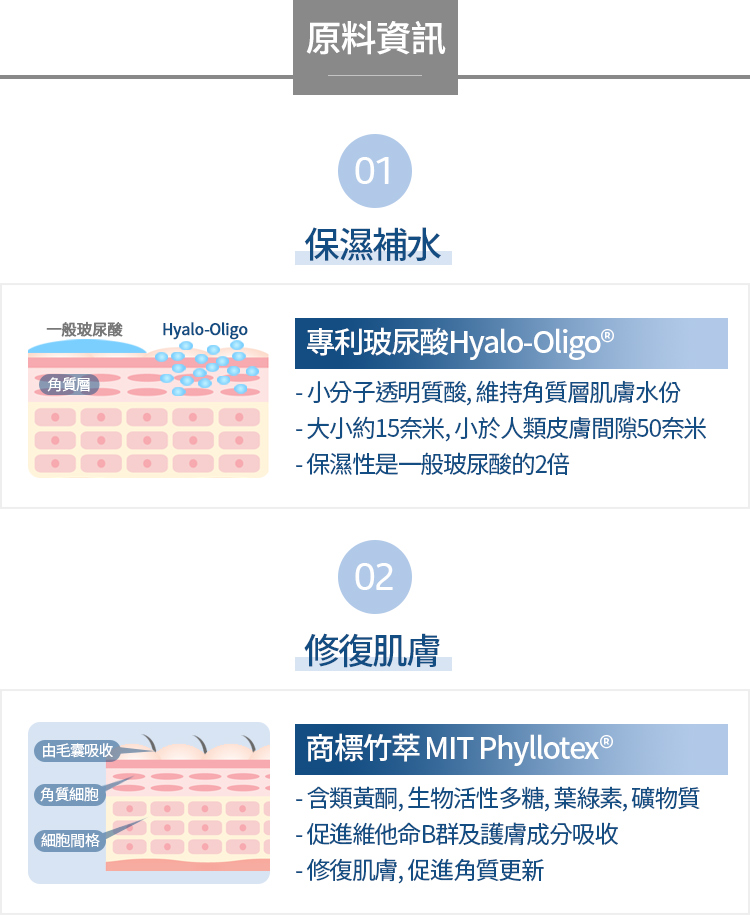 原料資訊
01
保濕補水
一般玻尿酸
Hyalo-Oligo
角質層
專利玻尿酸Hyalo-Oligo®
- 小分子透明質酸, 維持角質層肌膚水份
- 大小約15奈米, 小於人類皮膚間隙50奈米
- 保濕性是一般玻尿酸的2倍
02
修復肌膚
由毛囊吸收
角質細胞
細胞間格
商標竹萃 MIT Phyllotex®
- 含類黃酮, 生物活性多糖, 葉綠素, 礦物質
- 促進維他命B群及護膚成分吸收
- 修復肌膚, 促進角質更新